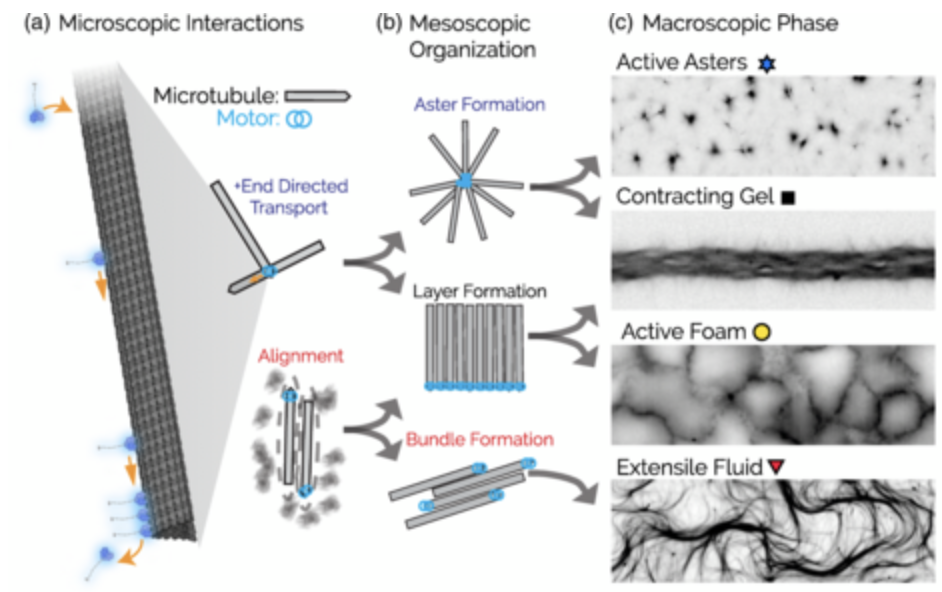 (a) Microscopic Interactions
Microtubule:
Motor:
+End Directed
Transport
Alignment
(b) Mesoscopic
Organization
Aster Formation
Layer Formation
Bundle Formation
(c) Macroscopic Phase
Active Asters
Contracting Gel
Active Foam
Extensile Fluid